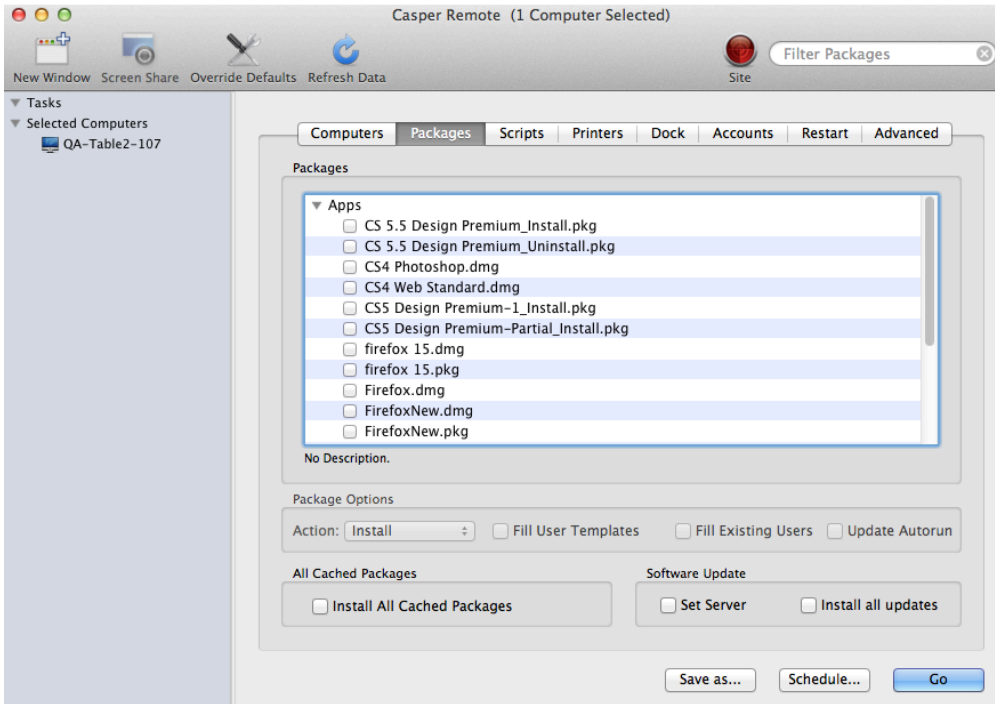 Casper Remote (1 Computer Selected)
New Window Screen Share Override Defaults Refresh Data
Site
Filter Packages
Tasks
Selected Computers
QA-Table2-107
Computers Packages Scripts Printers Dock Accounts Restart Advanced
Packages
Apps
CS 5.5 Design Premium_Install.pkg
CS 5.5 Design Premium_Uninstall.pkg
CS4 Photoshop.dmg
CS4 Web Standard.dmg
CS5 Design Premium-1_Install.pkg
CS5 Design Premium-Partial_Install.pkg
firefox 15.dmg
firefox 15.pkg
Firefox.dmg
FirefoxNew.dmg
FirefoxNew.pkg
No Description.
Package Options
Action: Install Fill User Templates Fill Existing Users Update Autorun
All Cached Packages
Install All Cached Packages
Software Update
Set Server Install all updates
Save as... Schedule... Go